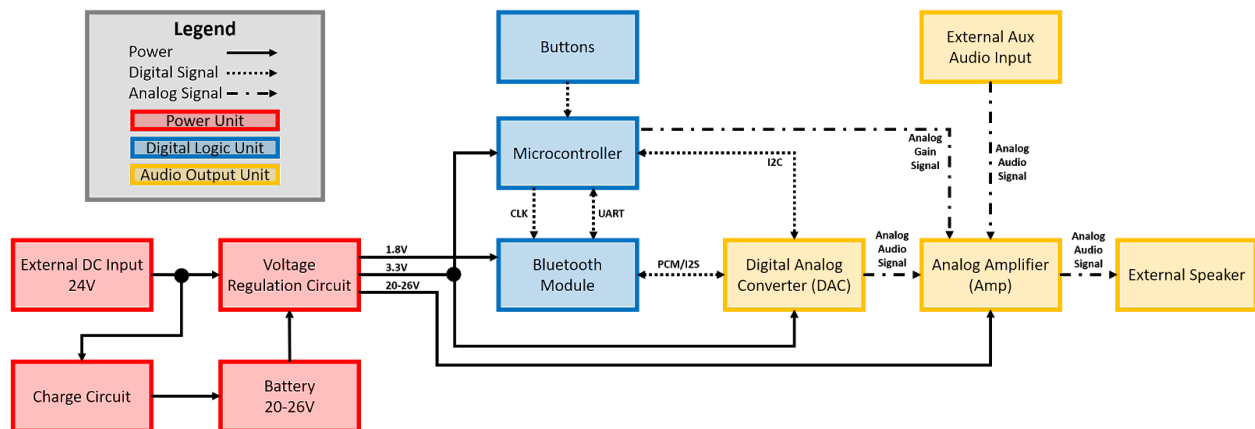 Legend
Power
Digital Signal
Analog Signal
Power Unit
Digital Logic Unit
Audio Output Unit
Buttons
External Aux
Audio Input
Microcontroller
Analog
Gain
Signal
Analog
Audio
Signal
I2C
CLK
UART
External DC Input
24V
Voltage
Regulation Circuit
1.8V
3.3V
20-26V
Bluetooth
Module
PCM/I2S
Digital Analog
Converter (DAC)
Analog
Audio
Signal
Analog Amplifier
(Amp)
Analog
Audio
Signal
External Speaker
Charge Circuit
Battery
20-26V